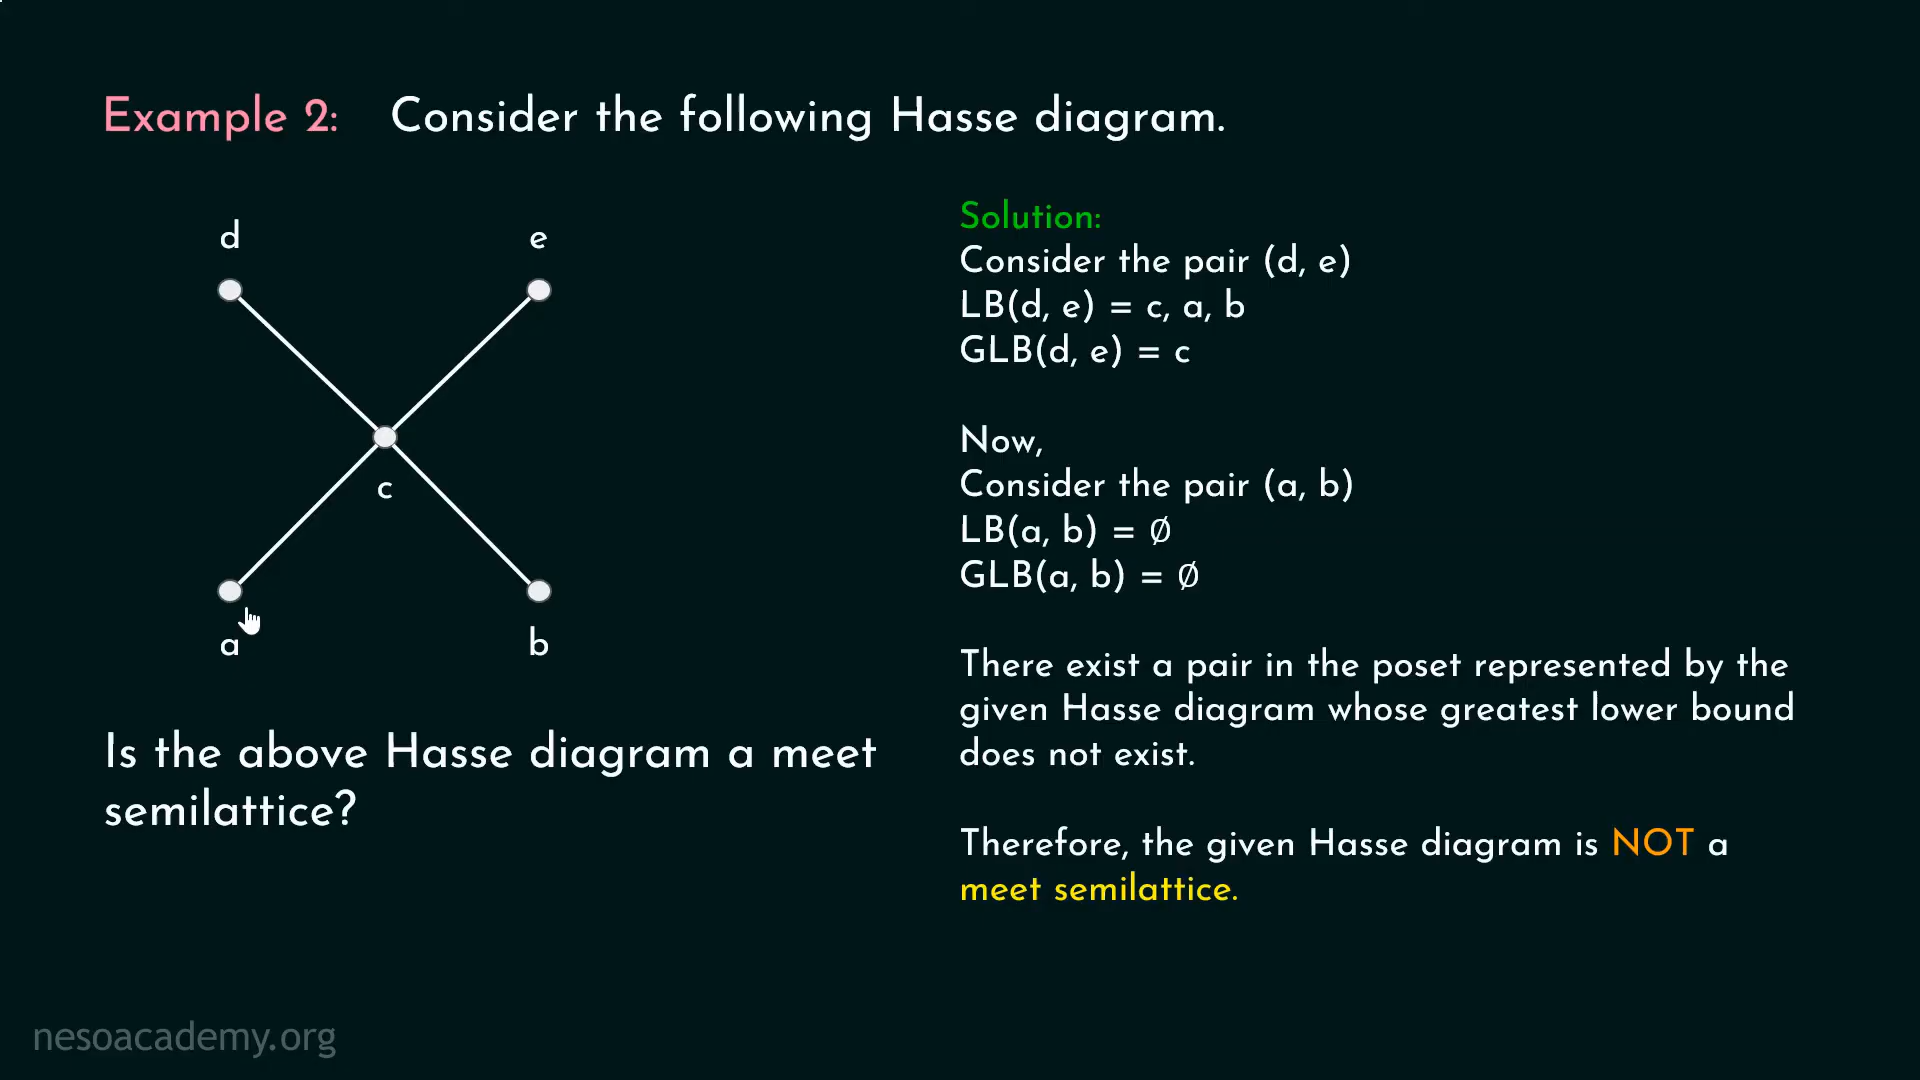 Example 2: Consider the following Hasse diagram.
d
e
c
a
b
Is the above Hasse diagram a meet
semilattice?
Solution:
Consider the pair (d, e)
LB(d, e) = c, a, b
GLB(d, e) = c
Now,
Consider the pair (a, b)
LB(a, b) = ∅
GLB(a, b) = ∅
There exist a pair in the poset represented by the
given Hasse diagram whose greatest lower bound
does not exist.
Therefore, the given Hasse diagram is NOT a
meet semilattice.
nesoacademy.org